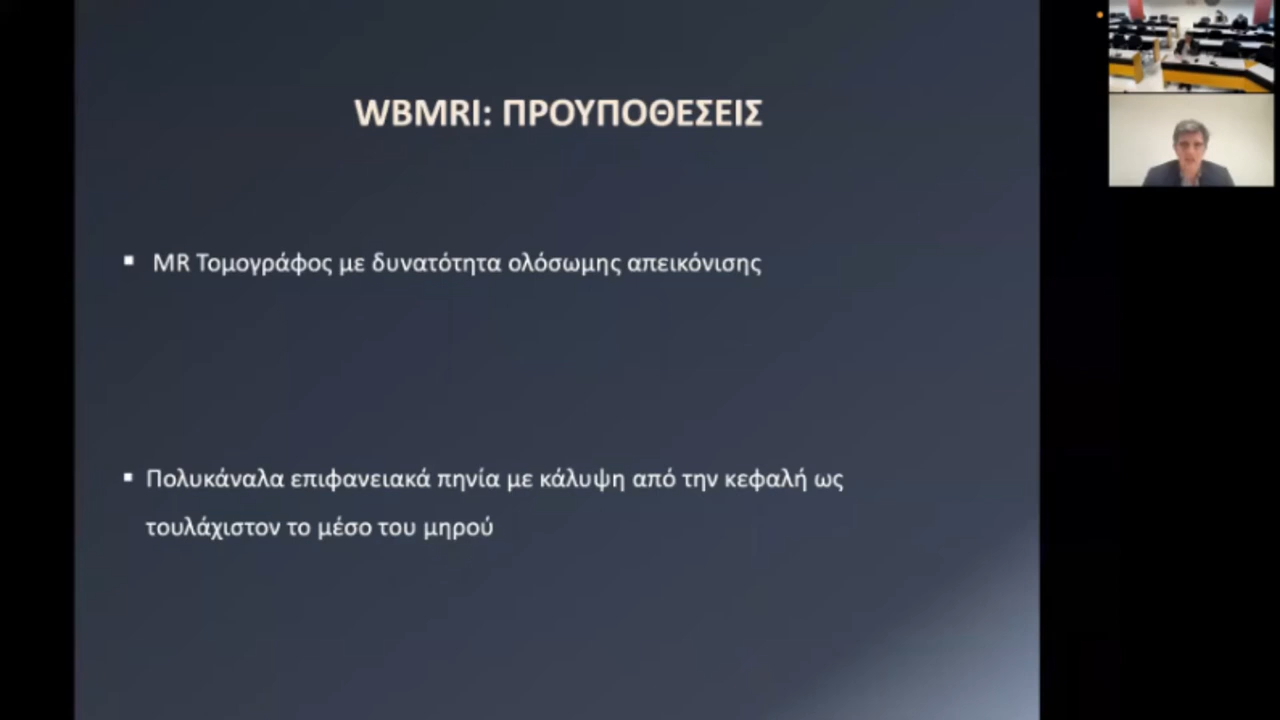 WBMRI: ΠΡΟΥΠΟΘΕΣΕΙΣ
MR Τομογράφος με δυνατότητα ολόσωμης απεικόνισης
Πολυκάναλα επιφανειακά πηνία με κάλυψη από την κεφαλή ως
τουλάχιστον το μέσο του μηρού